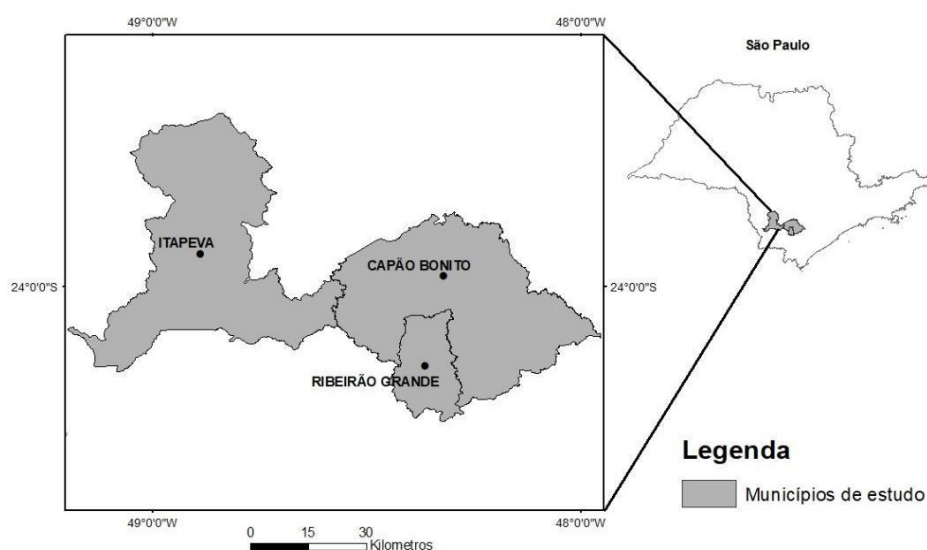 49°0'0"W
48°0'0"W
São Paulo
ITAPEVA
CAPÃO BONITO
24°0'0"S
24°0'0"S
RIBEIRÃO GRANDE
Legenda
Municípios de estudo
49°0'0"W
48°0'0"W
0 15 30
Kilometros